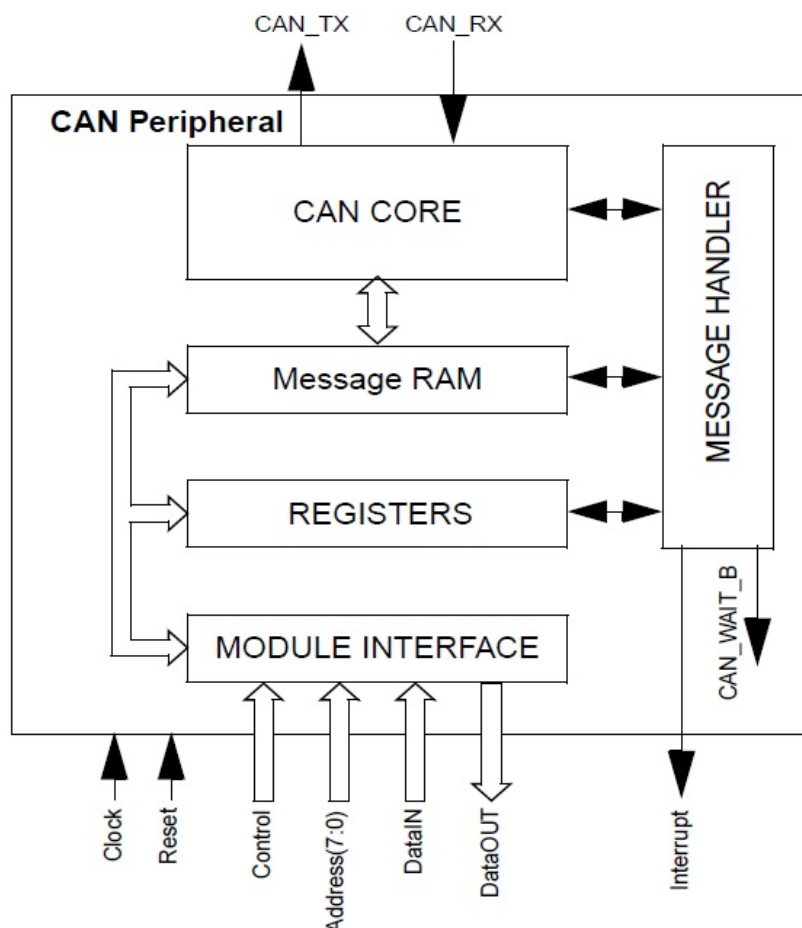 CAN_TX
CAN_RX
CAN Peripheral
CAN CORE
MESSAGE HANDLER
Message RAM
REGISTERS
MODULE INTERFACE
CAN_WAIT_B
Clock
Reset
Control
Address(7:0)
DataIN
DataOUT
Interrupt